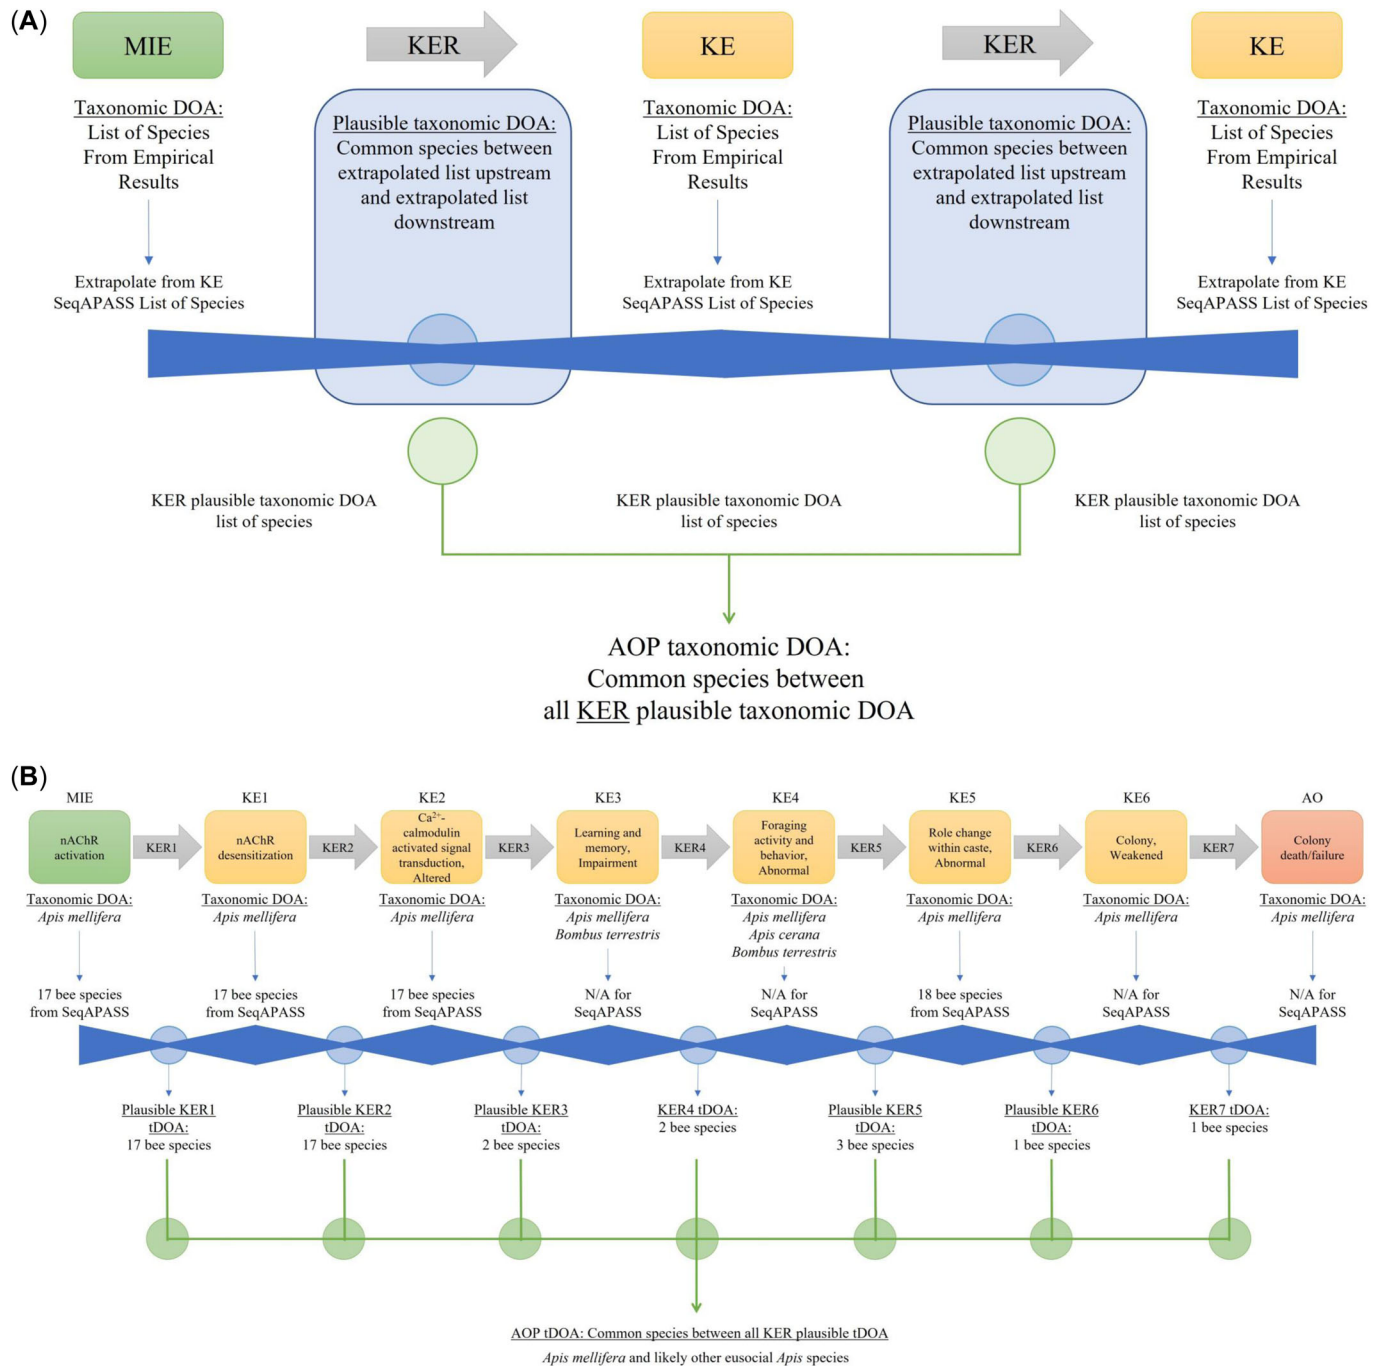 (A)
MIE
KER
KE
KER
KE
Taxonomic DOA:
List of Species
From Empirical
Results
Plausible taxonomic DOA:
Common species between
extrapolated list upstream
and extrapolated list
downstream
Taxonomic DOA:
List of Species
From Empirical
Results
Plausible taxonomic DOA:
Common species between
extrapolated list upstream
and extrapolated list
downstream
Taxonomic DOA:
List of Species
From Empirical
Results
Extrapolate from KE
SeqAPASS List of Species
Extrapolate from KE
SeqAPASS List of Species
Extrapolate from KE
SeqAPASS List of Species
KER plausible taxonomic DOA
list of species
KER plausible taxonomic DOA
list of species
KER plausible taxonomic DOA
list of species
AOP taxonomic DOA:
Common species between
all KER plausible taxonomic DOA
(B)
MIE
KE1
KE2
KE3
KE4
KE5
KE6
AO
nAChR
activation
KER1
nAChR
desensitization
KER2
Ca²⁺-
calmodulin
activated signal
transduction,
Altered
KER3
Learning and
memory,
Impairment
KER4
Foraging
activity and
behavior,
Abnormal
KER5
Role change
within caste,
Abnormal
KER6
Colony,
Weakened
KER7
Colony
death/failure
Taxonomic DOA:
Apis mellifera
Taxonomic DOA:
Apis mellifera
Taxonomic DOA:
Apis mellifera
Taxonomic DOA:
Apis mellifera
Bombus terrestris
Taxonomic DOA:
Apis mellifera
Apis cerana
Bombus terrestris
Taxonomic DOA:
Apis mellifera
Taxonomic DOA:
Apis mellifera
Taxonomic DOA:
Apis mellifera
17 bee species
from SeqAPASS
17 bee species
from SeqAPASS
17 bee species
from SeqAPASS
N/A for
SeqAPASS
N/A for
SeqAPASS
18 bee species
from SeqAPASS
N/A for
SeqAPASS
N/A for
SeqAPASS
Plausible KER1
tDOA:
17 bee species
Plausible KER2
tDOA:
17 bee species
Plausible KER3
tDOA:
2 bee species
KER4 tDOA:
2 bee species
Plausible KER5
tDOA:
3 bee species
Plausible KER6
tDOA:
1 bee species
KER7 tDOA:
1 bee species
AOP tDOA: Common species between all KER plausible tDOA
Apis mellifera and likely other eusocial Apis species